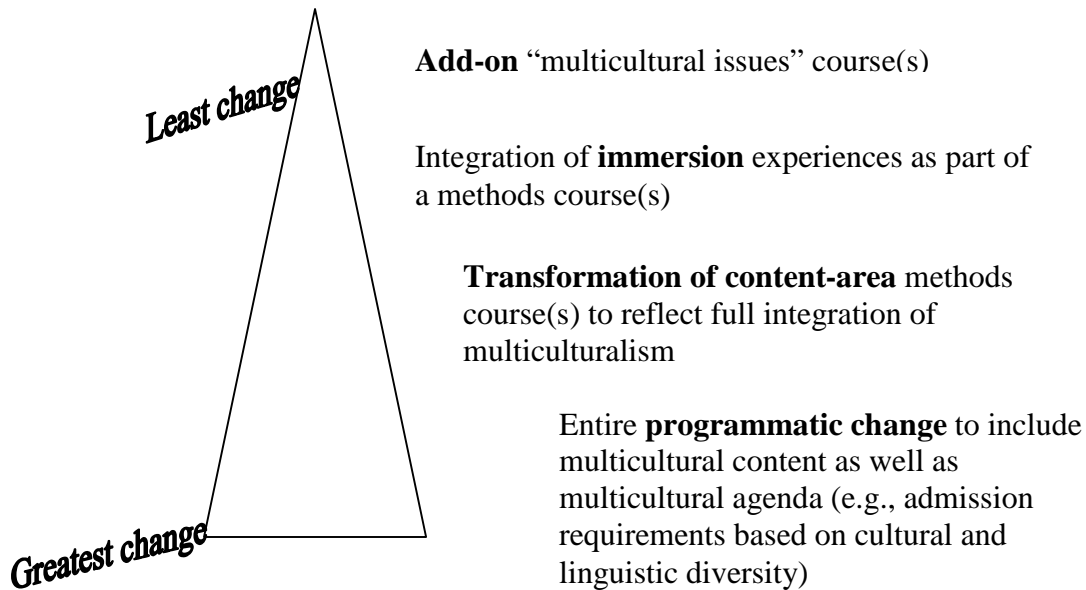 Add-on “multicultural issues” course(s)
Least change
Integration of immersion experiences as part of
a methods course(s)
Transformation of content-area methods
course(s) to reflect full integration of
multiculturalism
Entire programmatic change to include
multicultural content as well as
multicultural agenda (e.g., admission
requirements based on cultural and
linguistic diversity)
Greatest change